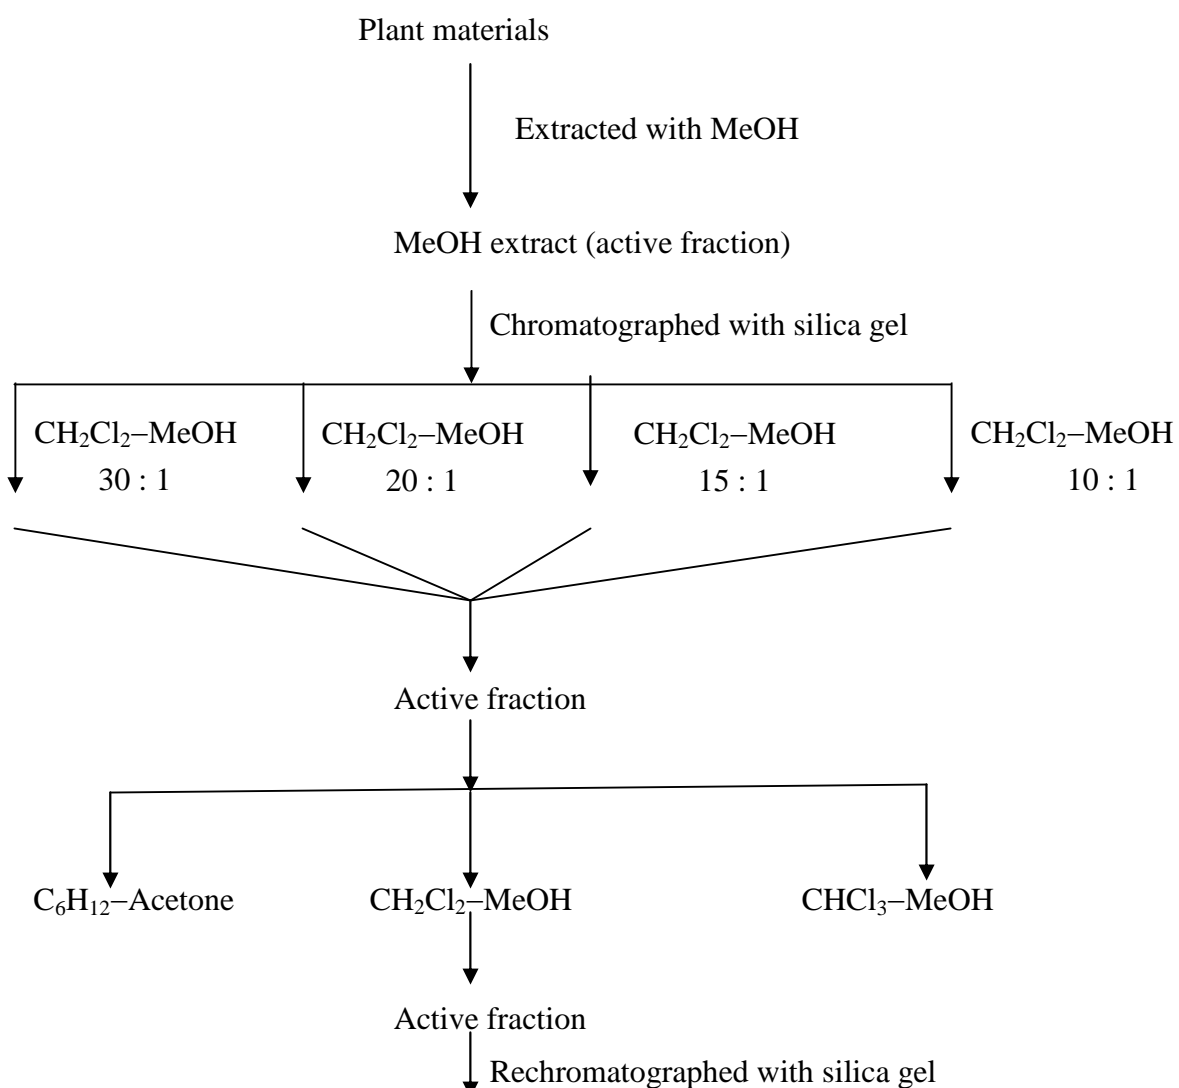 Plant materials
Extracted with MeOH
MeOH extract (active fraction)
Chromatographed with silica gel
CH₂Cl₂−MeOH
30 : 1
CH₂Cl₂−MeOH
20 : 1
CH₂Cl₂−MeOH
15 : 1
CH₂Cl₂−MeOH
10 : 1
Active fraction
C₆H₁₂−Acetone
CH₂Cl₂−MeOH
CHCl₃−MeOH
Active fraction
Rechromatographed with silica gel